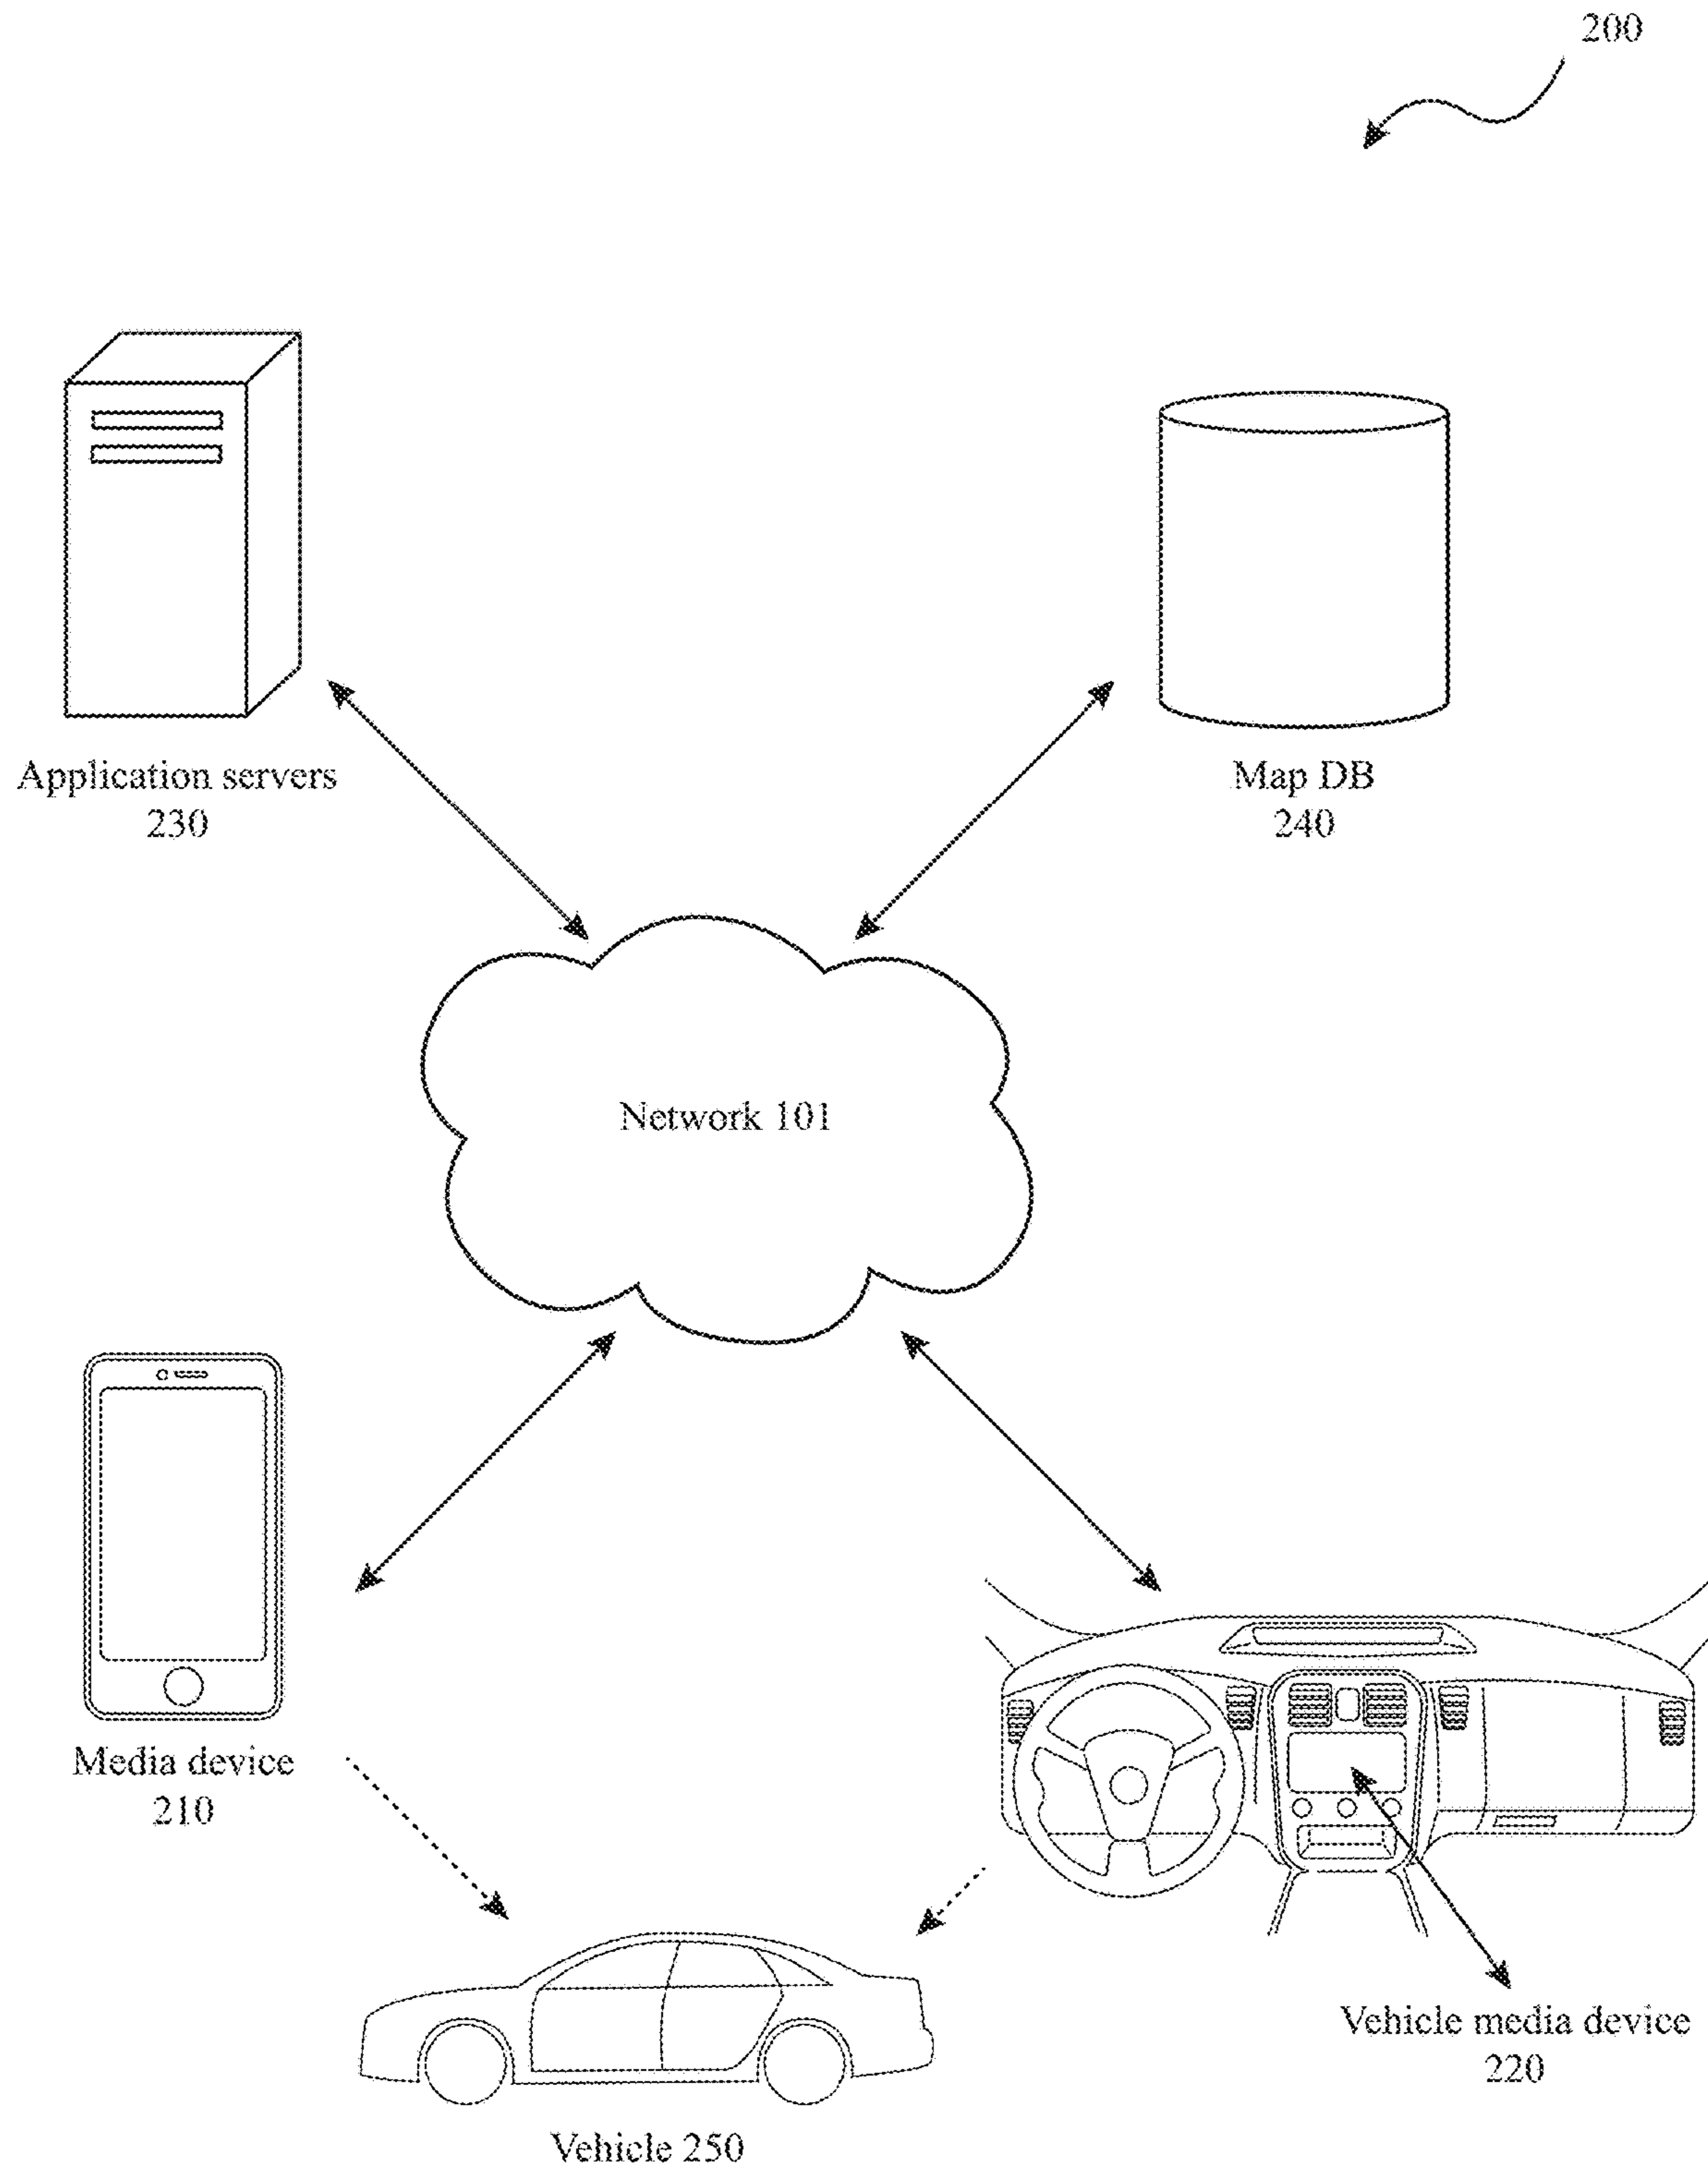 200
Application servers
230
Map DB
240
Network 101
Media device
210
Vehicle media device
220
Vehicle 250